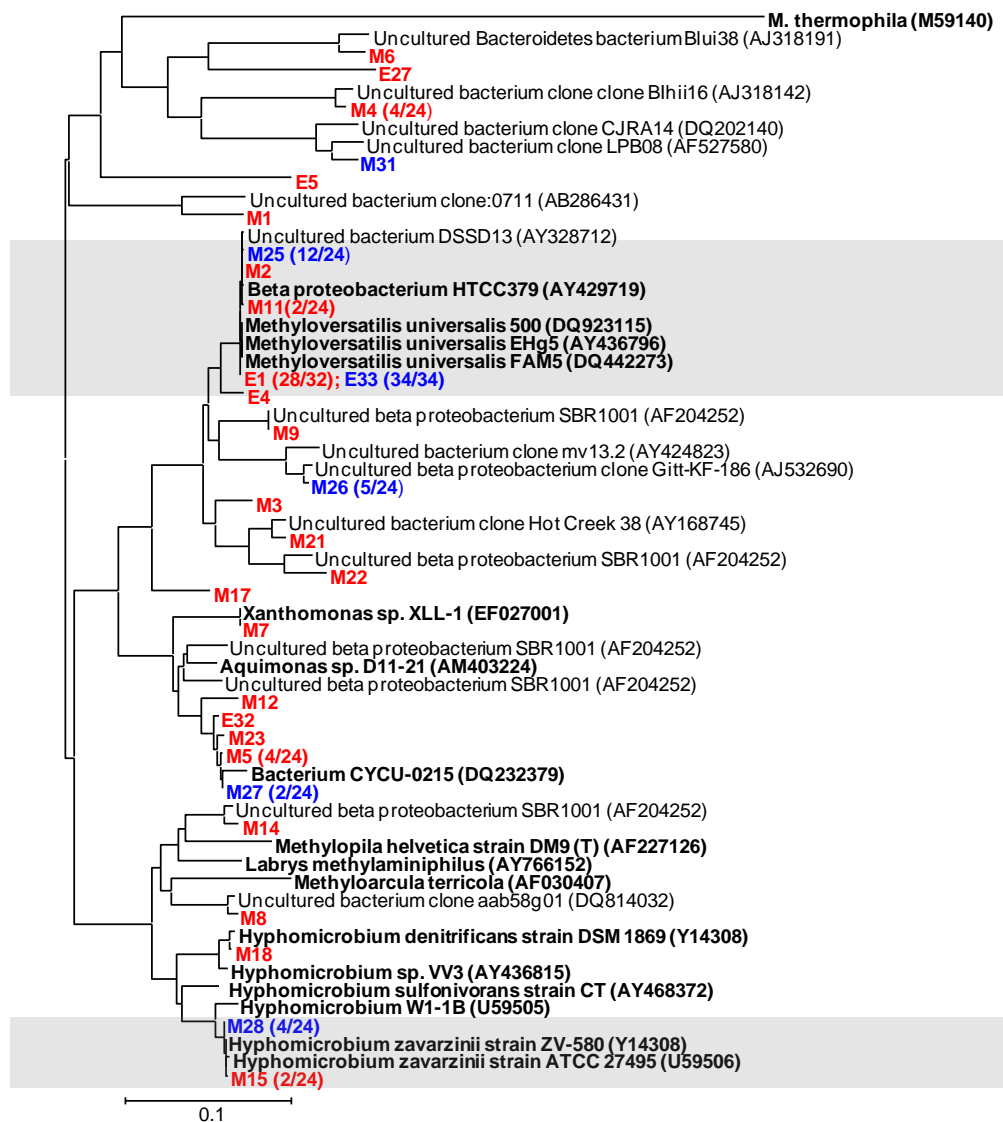 M. thermophila (M59140)
Uncultured Bacteroidetes bacterium Blui38 (AJ318191)
M6
E27
Uncultured bacterium clone clone Blhii16 (AJ318142)
M4 (4/24)
Uncultured bacterium clone CJRA14 (DQ202140)
Uncultured bacterium clone LPB08 (AF527580)
M31
E5
Uncultured bacterium clone:0711 (AB286431)
M1
Uncultured bacterium DSSD13 (AY328712)
M25 (12/24)
M2
Beta proteobacterium HTCC379 (AY429719)
M11(2/24)
Methyloversatilis universalis 500 (DQ923115)
Methyloversatilis universalis EHg5 (AY436796)
Methyloversatilis universalis FAM5 (DQ442273)
E1 (28/32); E33 (34/34)
E4
Uncultured beta proteobacterium SBR1001 (AF204252)
M9
Uncultured bacterium clone mv13.2 (AY424823)
Uncultured beta proteobacterium clone Gitt-KF-186 (AJ532690)
M26 (5/24)
M3
Uncultured bacterium clone Hot Creek 38 (AY168745)
M21
Uncultured beta proteobacterium SBR1001 (AF204252)
M22
M17
Xanthomonas sp. XLL-1 (EF027001)
M7
Uncultured beta proteobacterium SBR1001 (AF204252)
Aquimonas sp. D11-21 (AM403224)
Uncultured beta proteobacterium SBR1001 (AF204252)
M12
E32
M23
M5 (4/24)
Bacterium CYCU-0215 (DQ232379)
M27 (2/24)
Uncultured beta proteobacterium SBR1001 (AF204252)
M14
Methylopila helvetica strain DM9 (T) (AF227126)
Labrys methylaminiphilus (AY766152)
Methyloarcula terricola (AF030407)
Uncultured bacterium clone aab58g01 (DQ814032)
M8
Hyphomicrobium denitrificans strain DSM 1869 (Y14308)
M18
Hyphomicrobium sp. VV3 (AY436815)
Hyphomicrobium sulfonivorans strain CT (AY468372)
Hyphomicrobium W1-1B (U59505)
M28 (4/24)
Hyphomicrobium zavarzinii strain ZV-580 (Y14308)
Hyphomicrobium zavarzinii strain ATCC 27495 (U59506)
M15 (2/24)
0.1